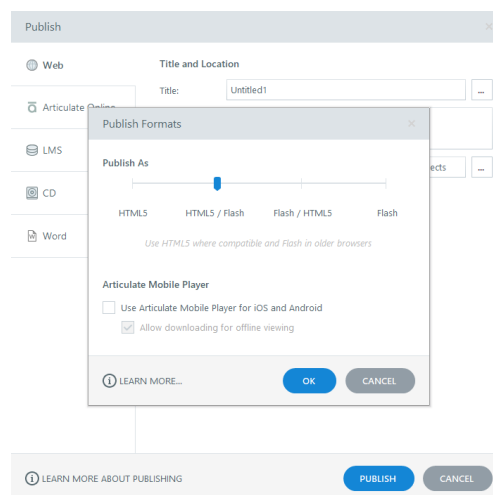 Publish
Web
Title and Location
Title:
Untitled1
...
Articulate Online
Publish Formats
Publish As
ects
...
LMS
CD
HTML5
HTML5 / Flash
Flash / HTML5
Flash
Word
Use HTML5 where compatible and Flash in older browsers
Articulate Mobile Player
Use Articulate Mobile Player for iOS and Android
Allow downloading for offline viewing
LEARN MORE...
OK
CANCEL
LEARN MORE ABOUT PUBLISHING
PUBLISH
CANCEL